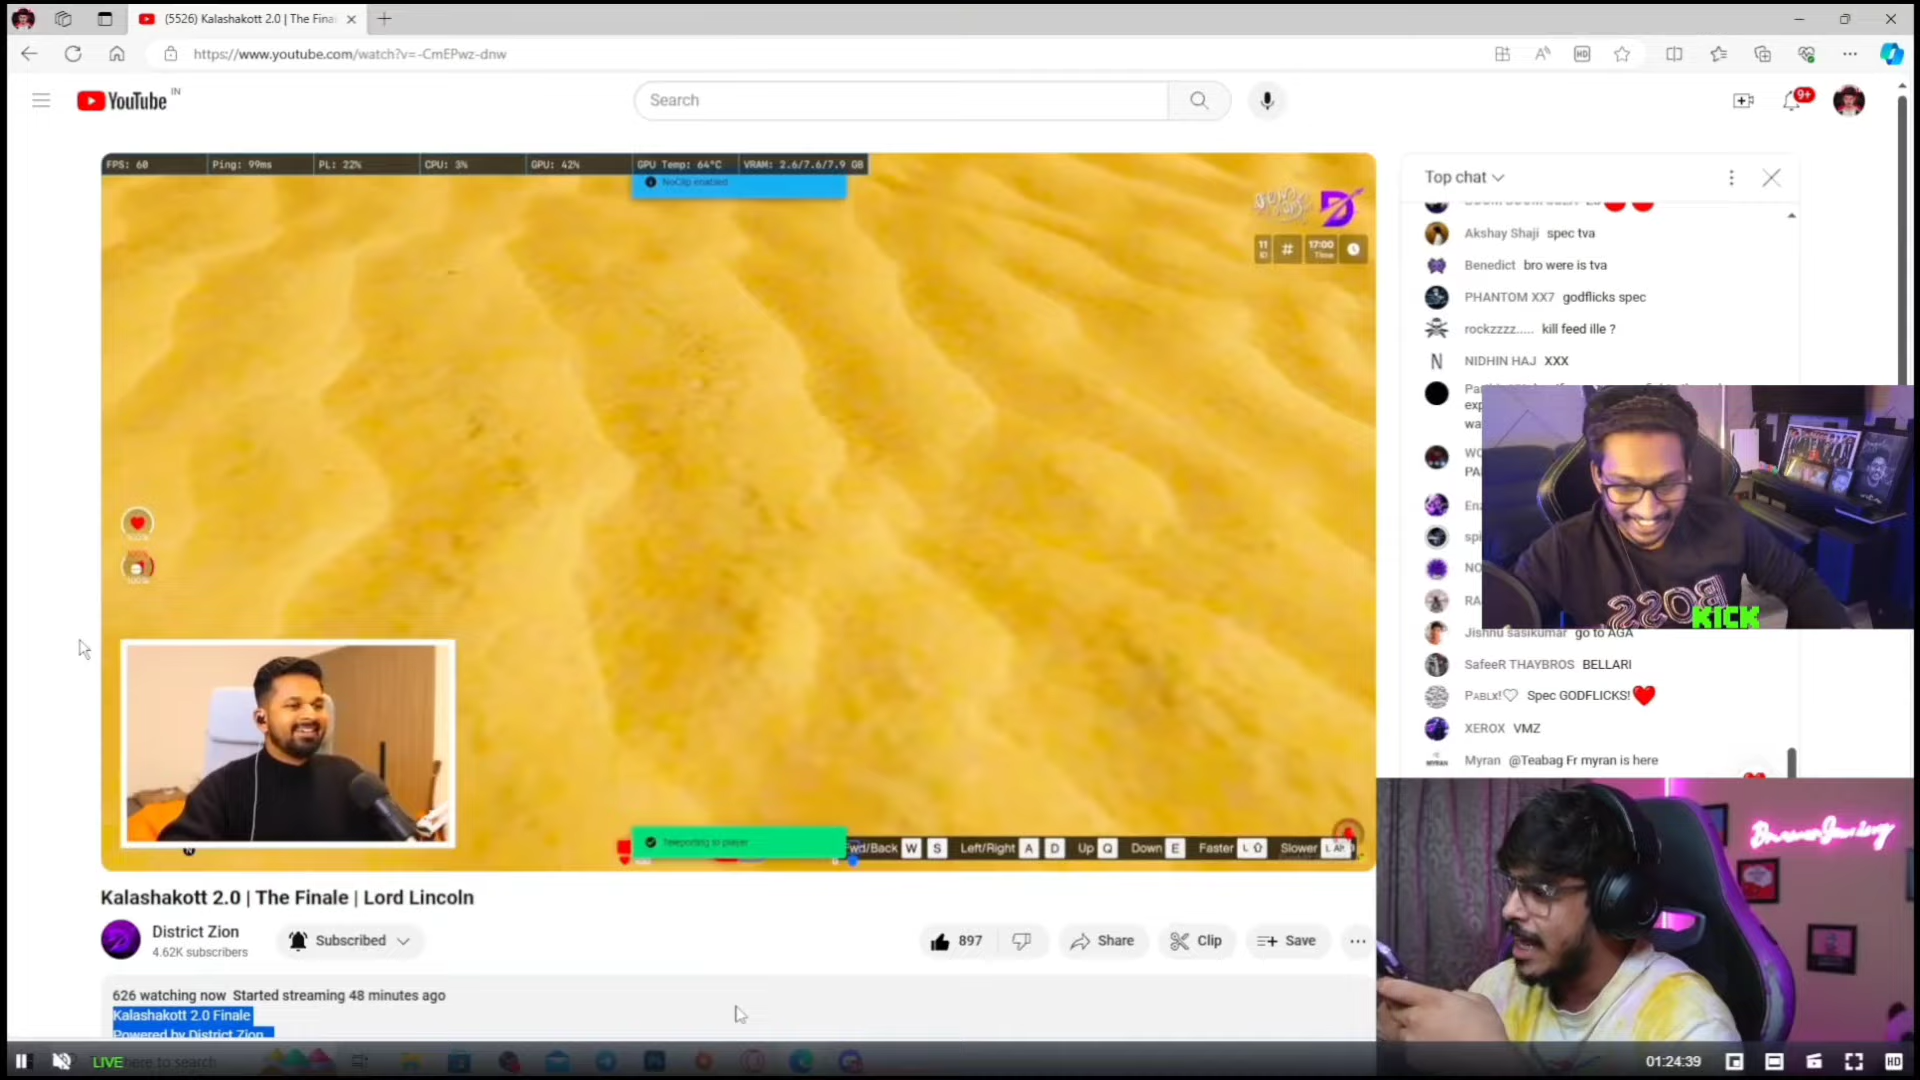 (5526) Kalashakott 2.0 | The Fina
https://www.youtube.com/watch?v=-CmEPwz-dnw
YouTube IN
Search
9+
FPS: 60 Ping: 99ms PL: 22% CPU: 3% GPU: 42% GPU Temp: 64°C VRAM: 2.6/7.6/7.9 GB
NoClip enabled
D
11 ID # 17:00 Time
Top chat
Akshay Shaji spec tva
Benedict bro were is tva
PHANTOM XX7 godflicks spec
rockzzzz..... kill feed ille ?
NIDHIN HAJ XXX
Jishnu sasikumar go to AGA
SafeeR THAYBROS BELLARI
PABLX!♡ Spec GODFLICKS!❤️
XEROX VMZ
Myran @Teabag Fr myran is here
BOSS
KICK
100%
Teleporting to player
Fwd/Back W S Left/Right A D Up Q Down E Faster L Slower L Alt
Kalashakott 2.0 | The Finale | Lord Lincoln
District Zion
4.62K subscribers
Subscribed
897
Share
Clip
Save
626 watching now Started streaming 48 minutes ago
Kalashakott 2.0 Finale
Powered by District Zion
LIVE
here to search
01:24:39
HD